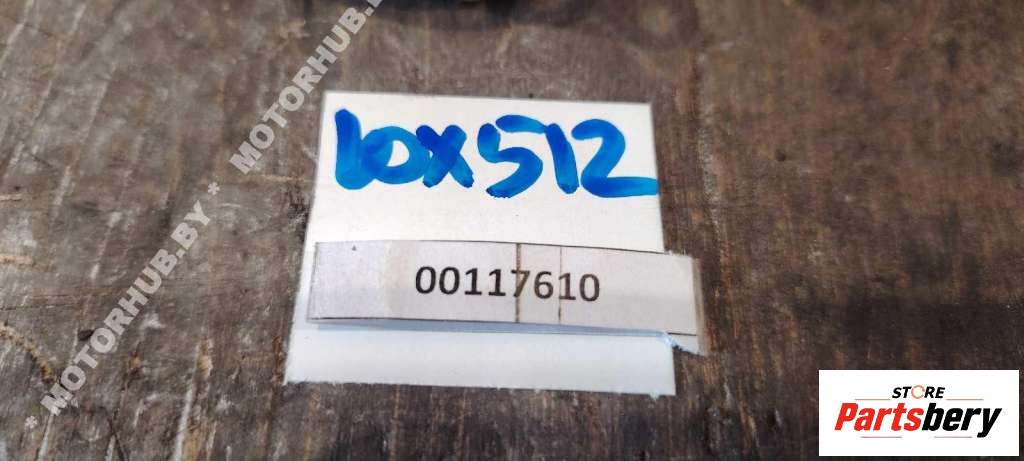 * MOTORHUB.BY * MOTORHUB.BY
10X512
00117610
STORE
Partsbery